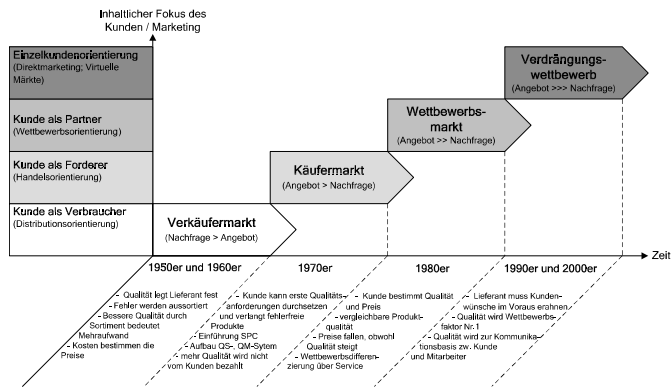 Inhaltlicher Fokus des
Kunden / Marketing
Einzelkundenorientierung
(Direktmarketing; Virtuelle
Märkte)
Kunde als Partner
(Wettbewerbsorientierung)
Kunde als Forderer
(Handelsorientierung)
Kunde als Verbraucher
(Distributionsorientierung)
Verdrängungs-
wettbewerb
(Angebot >>> Nachfrage)
Wettbewerbs-
markt
(Angebot >> Nachfrage)
Käufermarkt
(Angebot > Nachfrage)
Verkäufermarkt
(Nachfrage > Angebot)
Zeit
1950er und 1960er
1970er
1980er
1990er und 2000er
- Qualität legt Lieferant fest
- Fehler werden aussortiert
- Bessere Qualität durch
Sortiment bedeutet
Mehraufwand
- Kosten bestimmen die
Preise
- Kunde kann erste Qualitäts-
anforderungen durchsetzen
und verlangt fehlerfreie
Produkte
- Einführung SPC
- Aufbau QS-, QM-Sytem
- mehr Qualität wird nicht
vom Kunden bezahlt
- Kunde bestimmt Qualität
und Preis
- vergleichbare Produkt-
qualität
- Preise fallen, obwohl
Qualität steigt
- Wettbewerbsdifferen-
zierung über Service
- Lieferant muss Kunden-
wünsche im Voraus erahnen
- Qualität wird Wettbewerbs-
faktor Nr.1
- Qualität wird zur Kommunika-
tionsbasis zw. Kunde
und Mitarbeiter